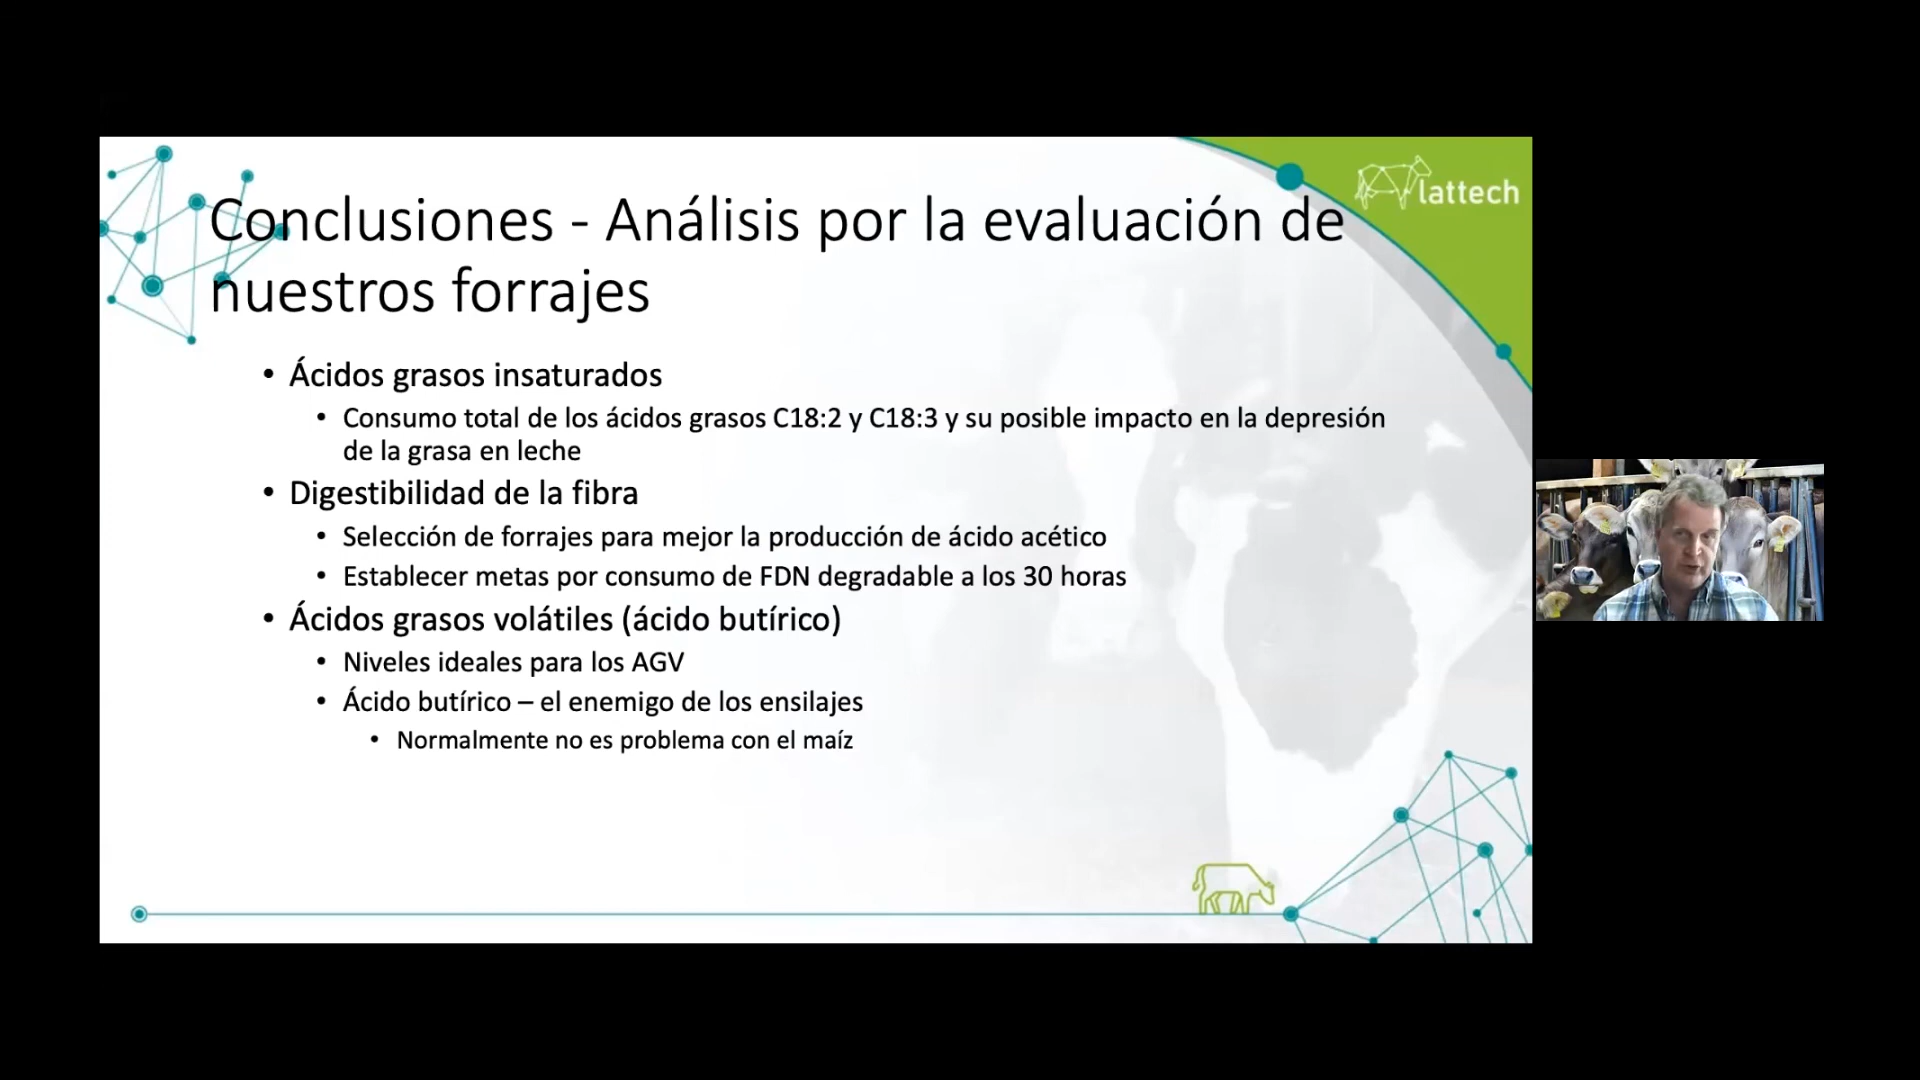 lattech
Conclusiones - Análisis por la evaluación de
nuestros forrajes
• Ácidos grasos insaturados
• Consumo total de los ácidos grasos C18:2 y C18:3 y su posible impacto en la depresión
de la grasa en leche
• Digestibilidad de la fibra
• Selección de forrajes para mejor la producción de ácido acético
• Establecer metas por consumo de FDN degradable a los 30 horas
• Ácidos grasos volátiles (ácido butírico)
• Niveles ideales para los AGV
• Ácido butírico – el enemigo de los ensilajes
• Normalmente no es problema con el maíz